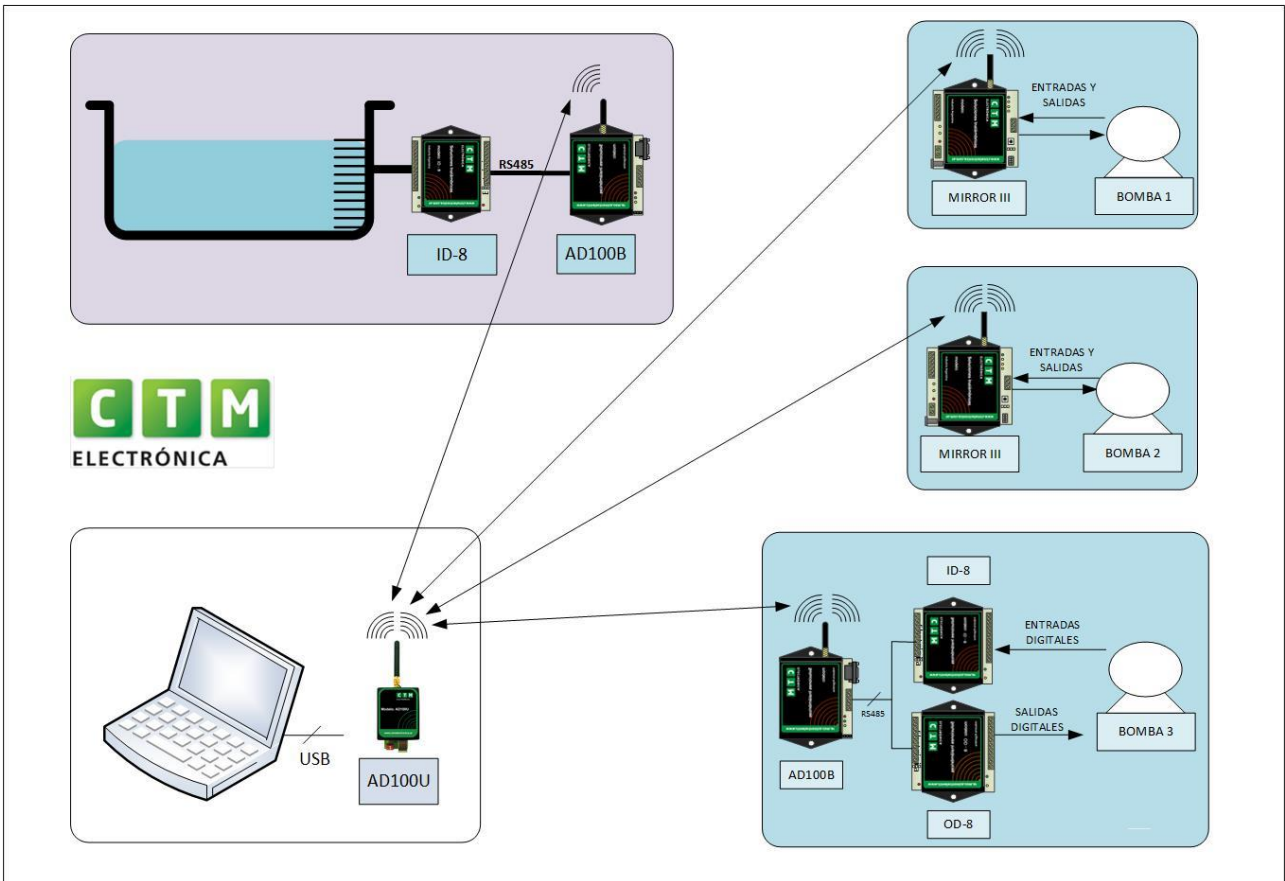 RS485
ID-8
AD100B
CTM
ELECTRÓNICA
ENTRADAS Y
SALIDAS
MIRROR III
BOMBA 1
ENTRADAS Y
SALIDAS
MIRROR III
BOMBA 2
USB
AD100U
ID-8
ENTRADAS
DIGITALES
RS485
SALIDAS
DIGITALES
BOMBA 3
AD100B
OD-8